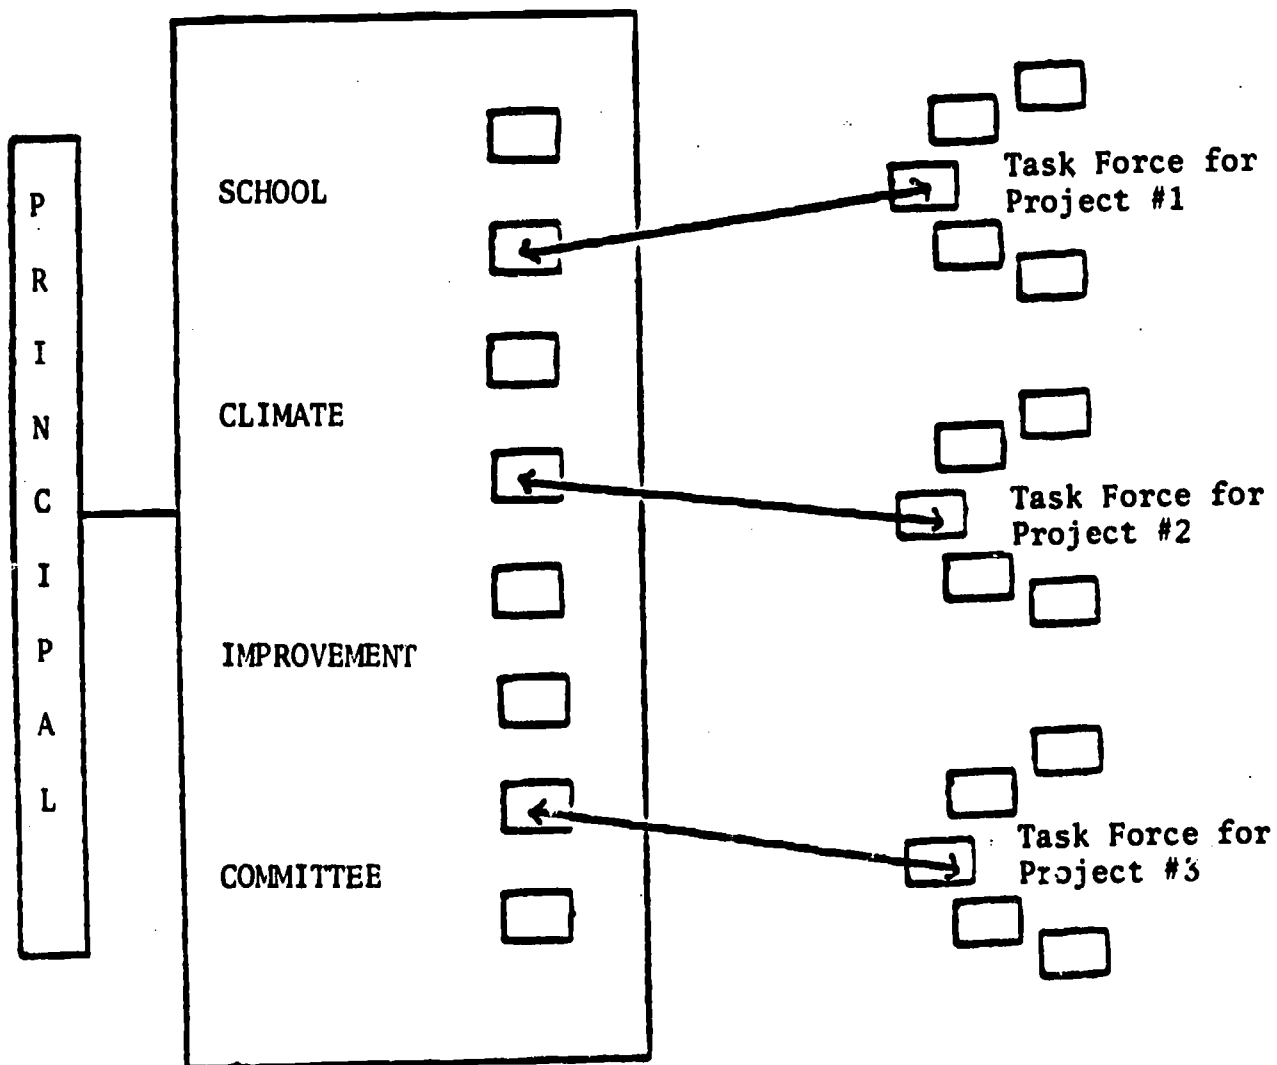 PRINCIPAL
SCHOOL
CLIMATE
IMPROVEMENT
COMMITTEE
Task Force for
Project #1
Task Force for
Project #2
Task Force for
Project #3